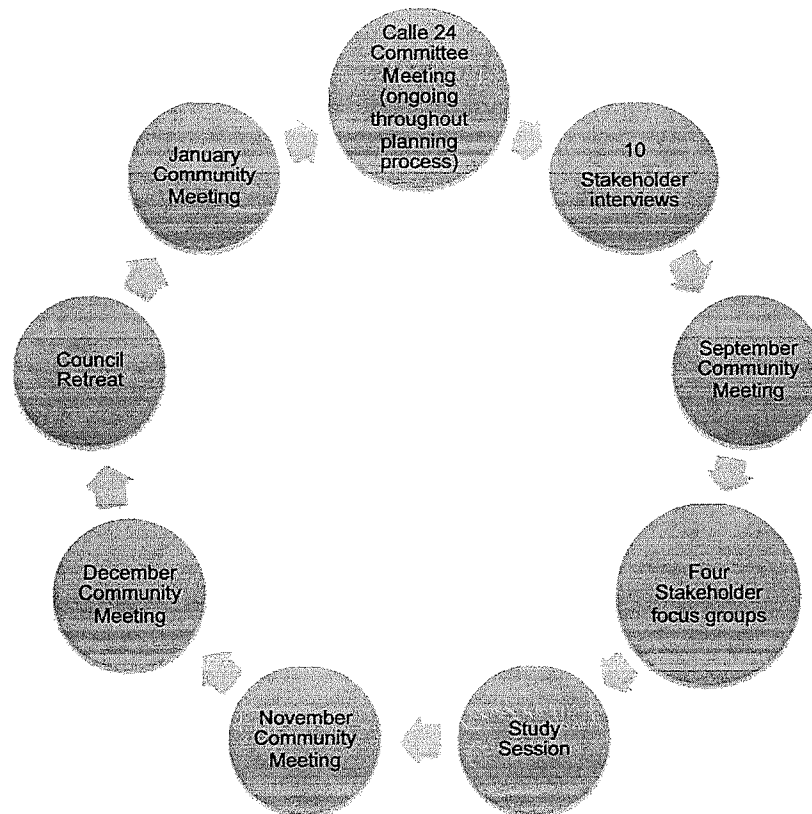 Calle 24
Committee
Meeting
(ongoing
throughout
planning
process)
10
Stakeholder
interviews
September
Community
Meeting
Four
Stakeholder
focus groups
Study
Session
November
Community
Meeting
December
Community
Meeting
Council
Retreat
January
Community
Meeting